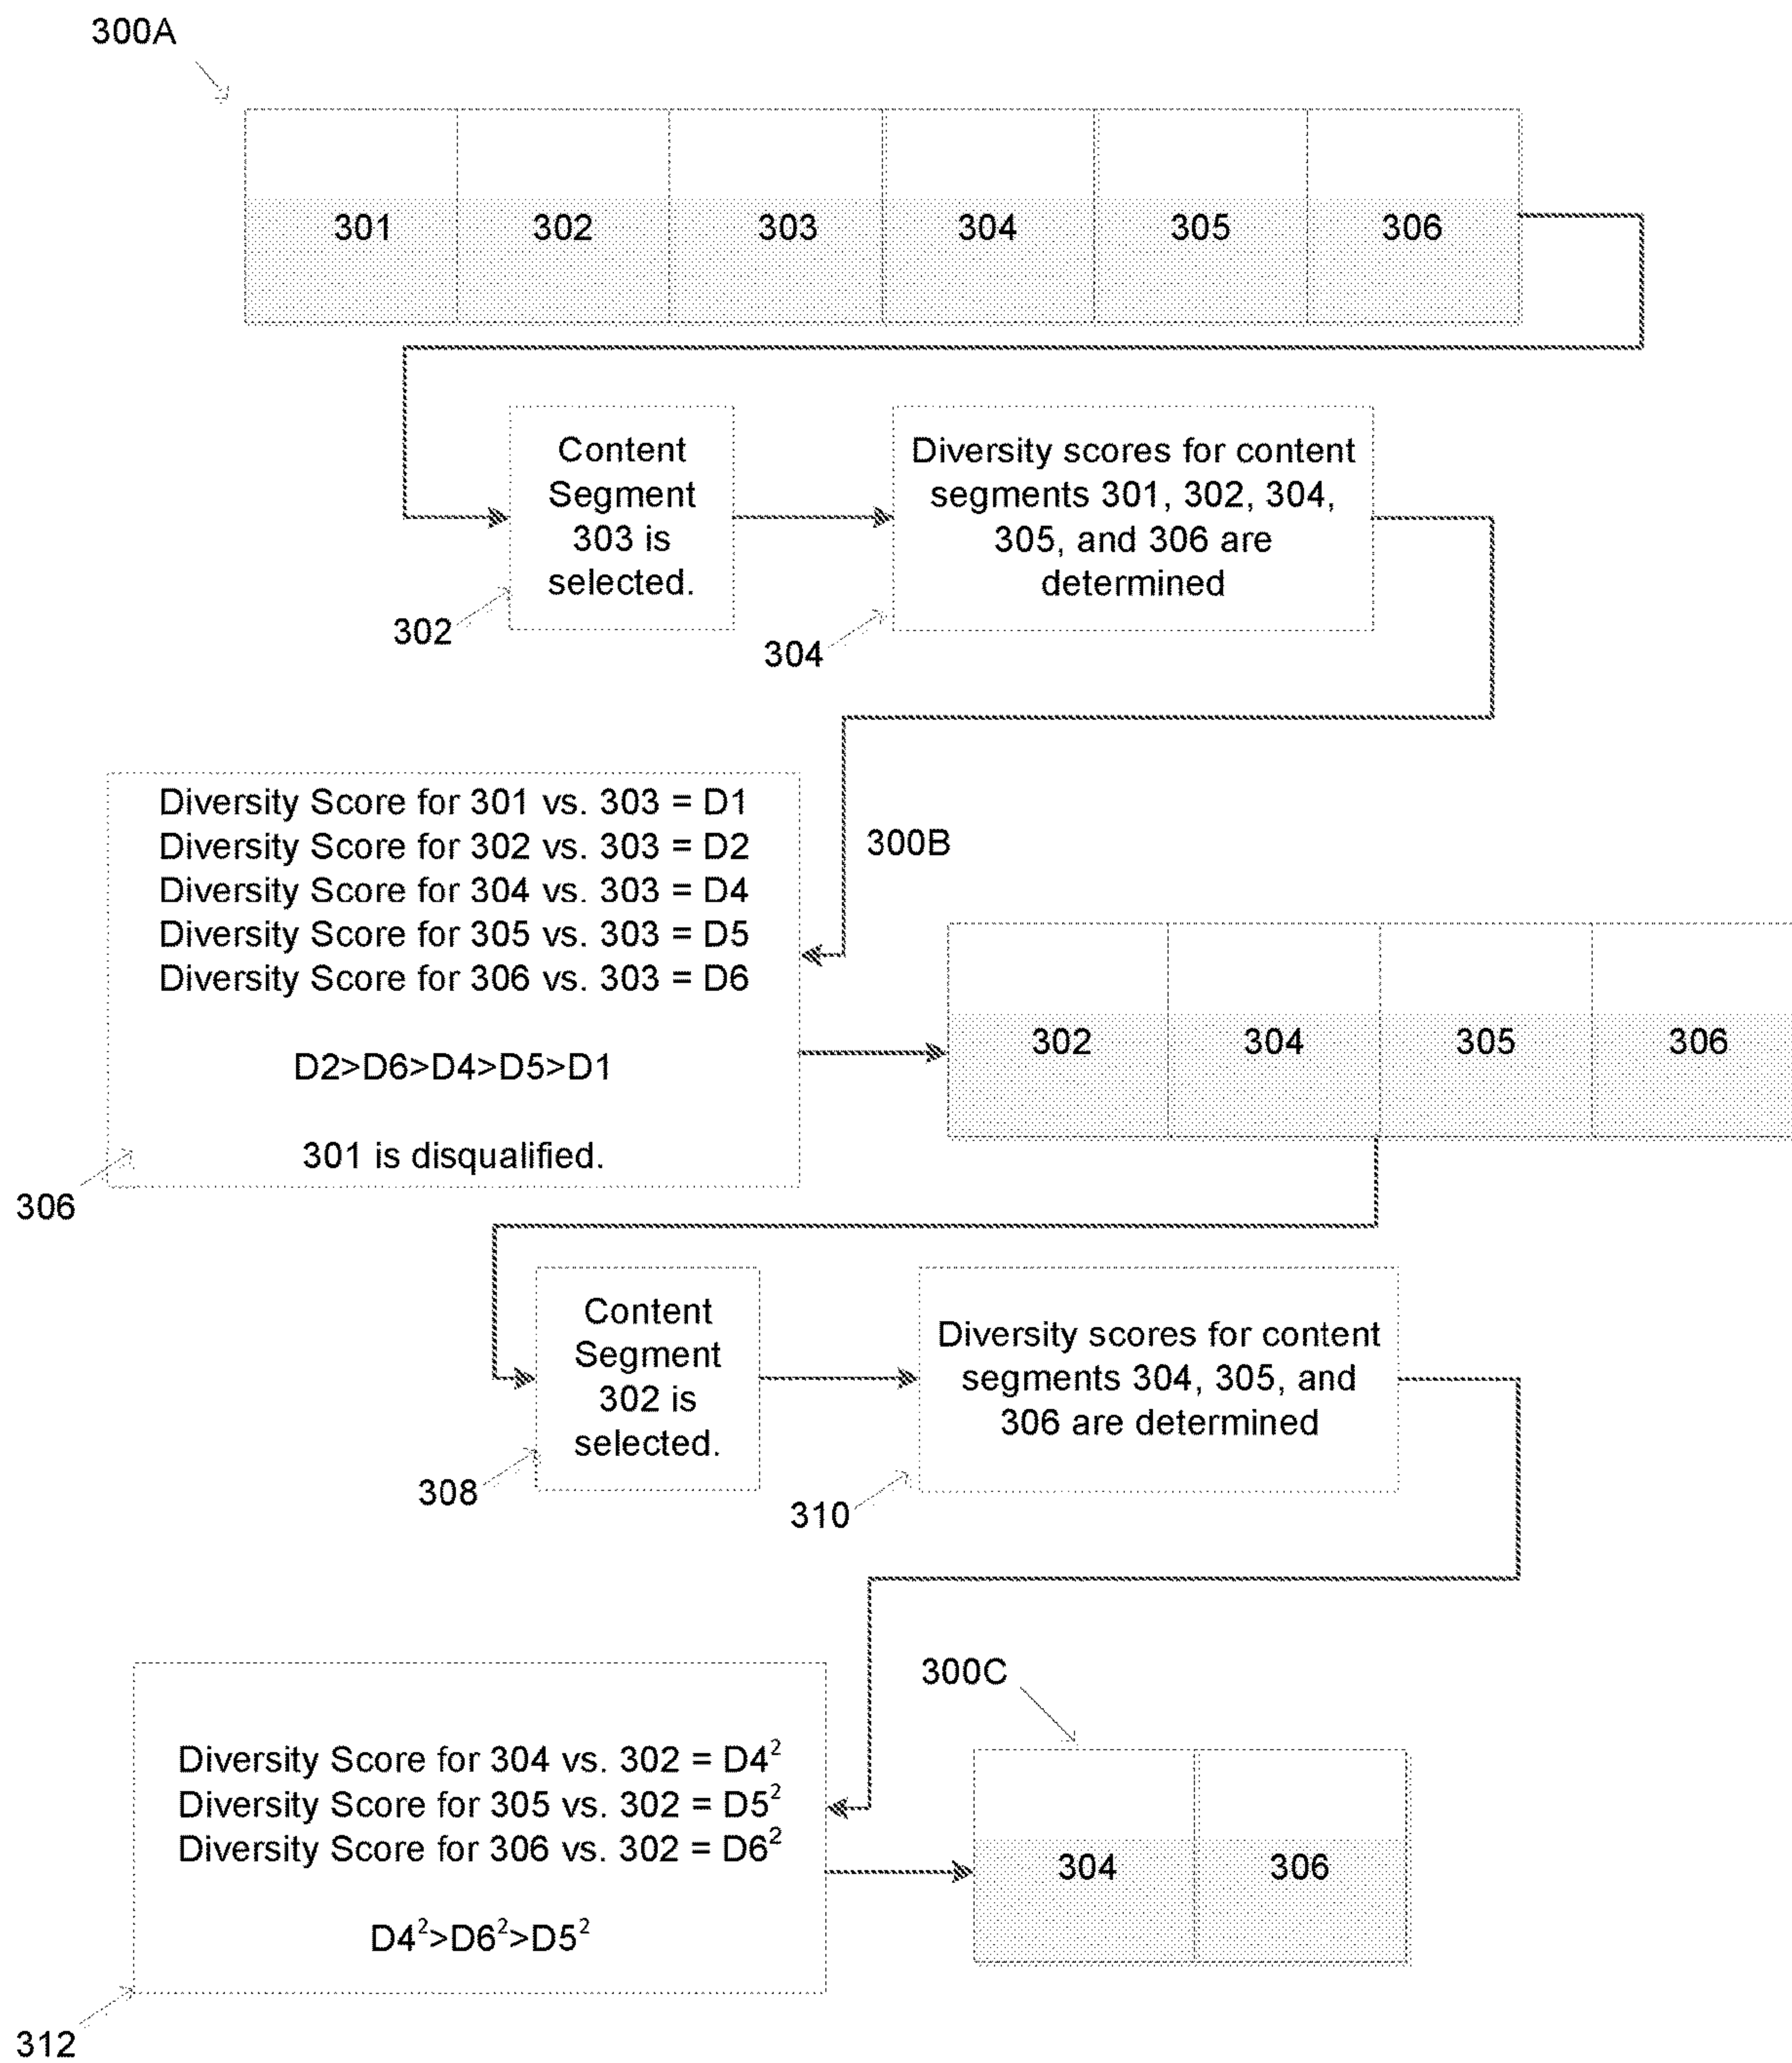 300A
301 302 303 304 305 306
Content
Segment
303 is
selected.
302
Diversity scores for content
segments 301, 302, 304,
305, and 306 are
determined
304
Diversity Score for 301 vs. 303 = D1
Diversity Score for 302 vs. 303 = D2
Diversity Score for 304 vs. 303 = D4
Diversity Score for 305 vs. 303 = D5
Diversity Score for 306 vs. 303 = D6
D2>D6>D4>D5>D1
301 is disqualified.
306
300B
302 304 305 306
Content
Segment
302 is
selected.
308
Diversity scores for content
segments 304, 305, and
306 are determined
310
Diversity Score for 304 vs. 302 = D4²
Diversity Score for 305 vs. 302 = D5²
Diversity Score for 306 vs. 302 = D6²
D4²>D6²>D5²
312
300C
304 306